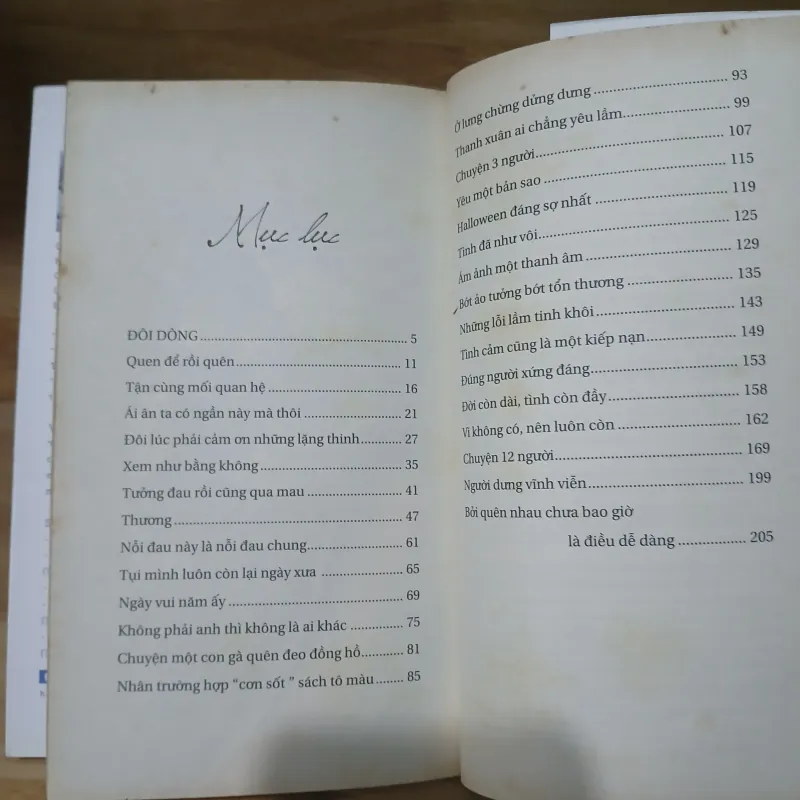 Mục lục
ĐÔI DÒNG ........ 5
Quen để rồi quên ........ 11
Tận cùng mối quan hệ ........ 16
Ái ân ta có ngần này mà thôi ........ 21
Đôi lúc phải cảm ơn những lặng thinh ........ 27
Xem như bằng không ........ 35
Tưởng đau rồi cũng qua mau ........ 41
Thương ........ 47
Nỗi đau này là nỗi đau chung ........ 61
Tụi mình luôn còn lại ngày xưa ........ 65
Ngày vui năm ấy ........ 69
Không phải anh thì không là ai khác ........ 75
Chuyện một con gà quên đeo đồng hồ ........ 81
Nhân trường hợp “cơn sốt ” sách tô màu ........ 85
Ở lưng chừng dửng dưng ........ 93
Thanh xuân ai chẳng yêu lầm ........ 99
Chuyện 3 người ........ 107
Yêu một bản sao ........ 115
Halloween đáng sợ nhất ........ 119
Tình đã như vôi ........ 125
Ám ảnh một thanh âm ........ 129
Bớt ảo tưởng bớt tổn thương ........ 135
Những lỗi lầm tinh khôi ........ 143
Tình cảm cũng là một kiếp nạn ........ 149
Đúng người xứng đáng ........ 153
Đời còn dài, tình còn đầy ........ 158
Vì không có, nên luôn còn ........ 162
Chuyện 12 người ........ 169
Người dưng vĩnh viễn ........ 199
Bởi quên nhau chưa bao giờ
là điều dễ dàng ........ 205